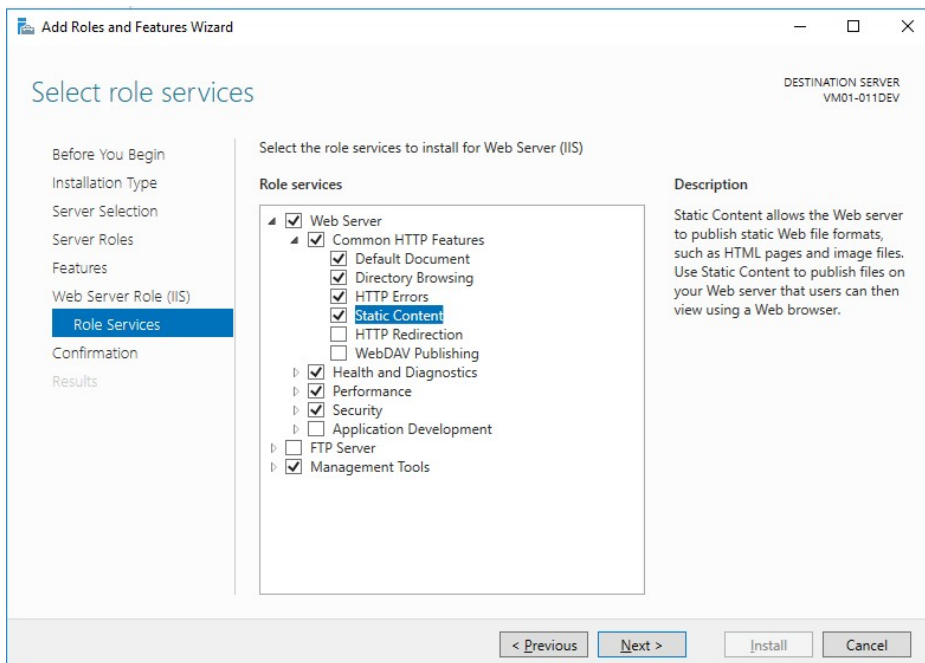 Add Roles and Features Wizard
Select role services
DESTINATION SERVER
VM01-011DEV
Before You Begin
Installation Type
Server Selection
Server Roles
Features
Web Server Role (IIS)
Role Services
Confirmation
Results
Select the role services to install for Web Server (IIS)
Role services
Web Server
Common HTTP Features
Default Document
Directory Browsing
HTTP Errors
Static Content
HTTP Redirection
WebDAV Publishing
Health and Diagnostics
Performance
Security
Application Development
FTP Server
Management Tools
Description
Static Content allows the Web server
to publish static Web file formats,
such as HTML pages and image files.
Use Static Content to publish files on
your Web server that users can then
view using a Web browser.
< Previous
Next >
Install
Cancel